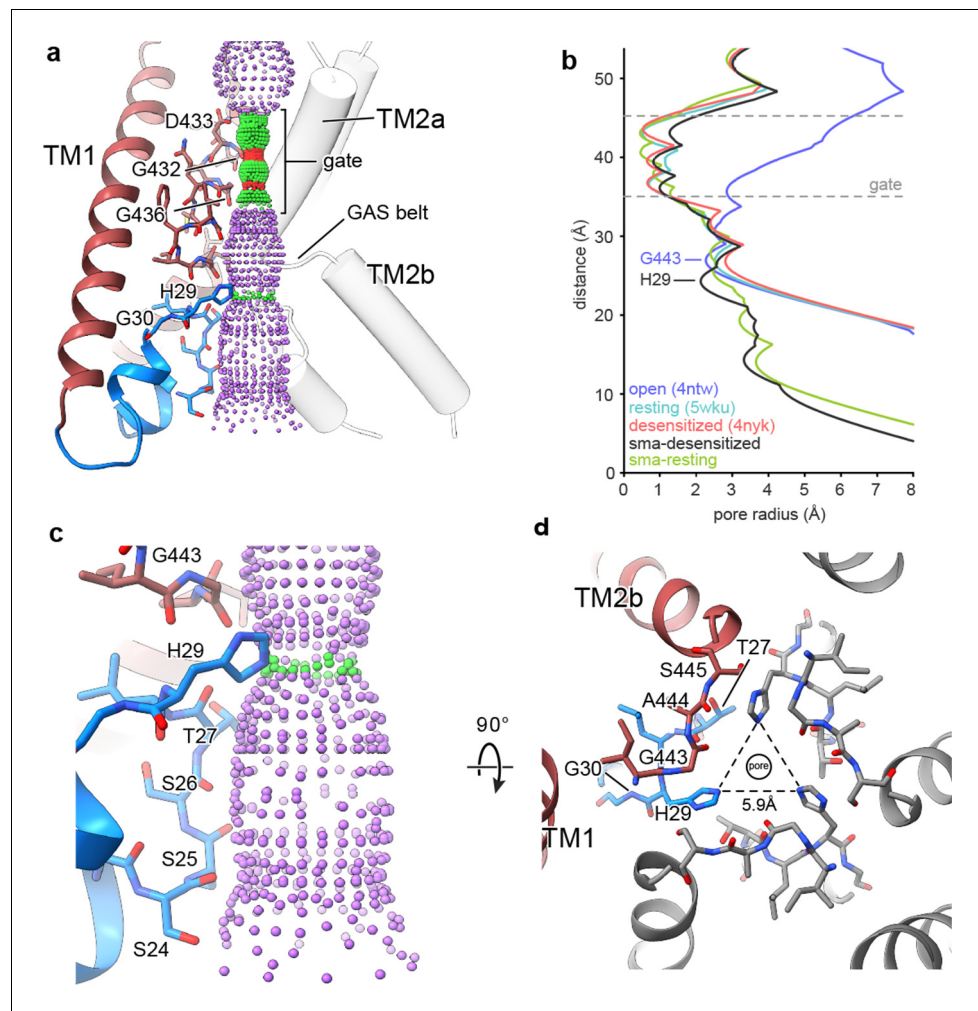 a
TM1
D433
G432
G436
H29
G30
TM2a
gate
GAS belt
TM2b
b
50
40
30
20
10
0
distance (Å)
gate
G443
H29
open (4ntw)
resting (5wku)
desensitized (4nyk)
sma-desensitized
sma-resting
0 1 2 3 4 5 6 7 8
pore radius (Å)
c
G443
H29
T27
S26
S25
S24
90°
d
TM2b
T27
S445
A444
G443
G30
H29
TM1
pore
5.9Å